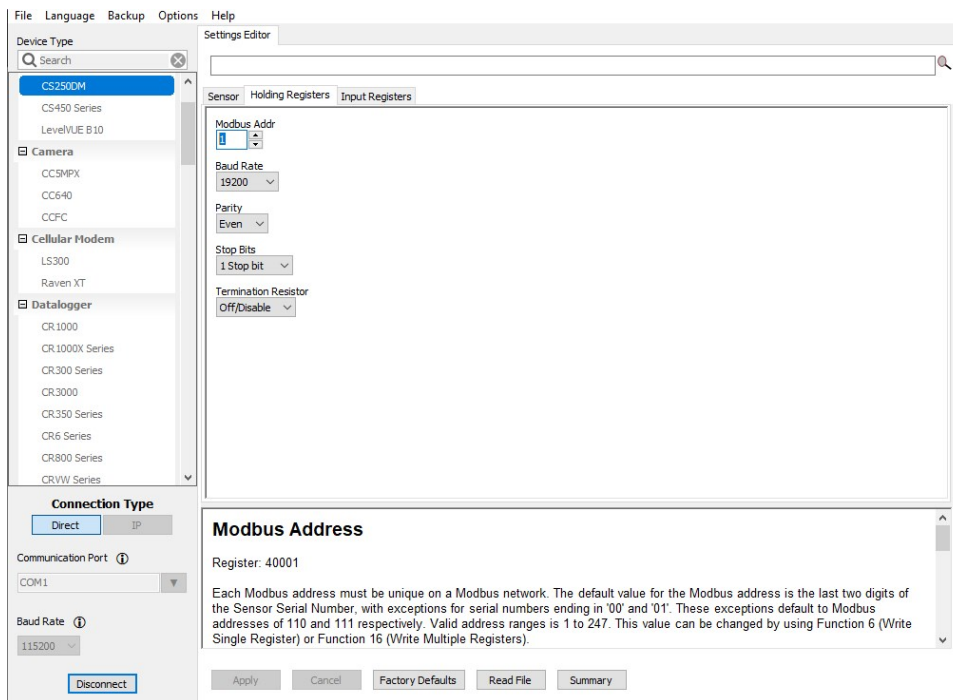 File Language Backup Options Help
Device Type
Search
CS250DM
CS450 Series
LevelVUE B10
Camera
CC5MPX
CC640
CCFC
Cellular Modem
LS300
Raven XT
Datalogger
CR1000
CR1000X Series
CR300 Series
CR3000
CR350 Series
CR6 Series
CR800 Series
CRVW Series
Connection Type
Direct IP
Communication Port
COM1
Baud Rate
115200
Disconnect
Settings Editor
Sensor Holding Registers Input Registers
Modbus Addr
1
Baud Rate
19200
Parity
Even
Stop Bits
1 Stop bit
Termination Resistor
Off/Disable
Modbus Address
Register: 40001
Each Modbus address must be unique on a Modbus network. The default value for the Modbus address is the last two digits of
the Sensor Serial Number, with exceptions for serial numbers ending in '00' and '01'. These exceptions default to Modbus
addresses of 110 and 111 respectively. Valid address ranges is 1 to 247. This value can be changed by using Function 6 (Write
Single Register) or Function 16 (Write Multiple Registers).
Apply Cancel Factory Defaults Read File Summary